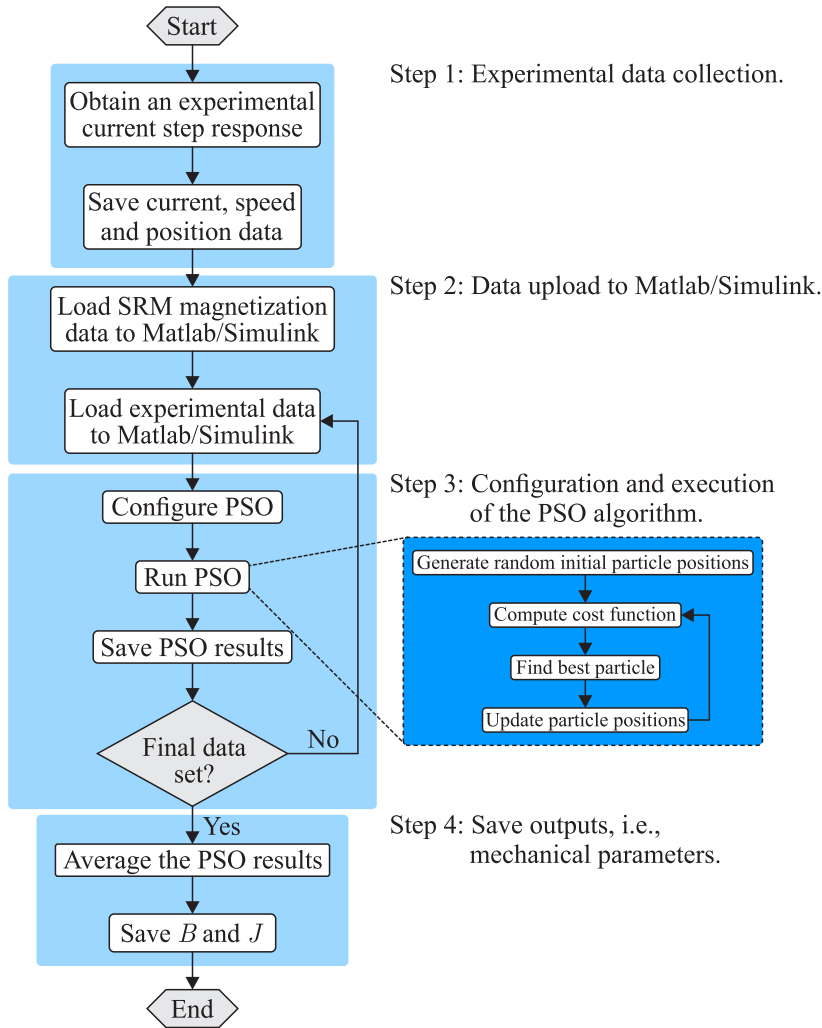 Start
Step 1: Experimental data collection.
Obtain an experimental
current step response
Save current, speed
and position data
Step 2: Data upload to Matlab/Simulink.
Load SRM magnetization
data to Matlab/Simulink
Load experimental data
to Matlab/Simulink
Step 3: Configuration and execution
of the PSO algorithm.
Configure PSO
Run PSO
Save PSO results
Final data
set?
No
Generate random initial particle positions
Compute cost function
Find best particle
Update particle positions
Yes
Step 4: Save outputs, i.e.,
mechanical parameters.
Average the PSO results
Save B and J
End